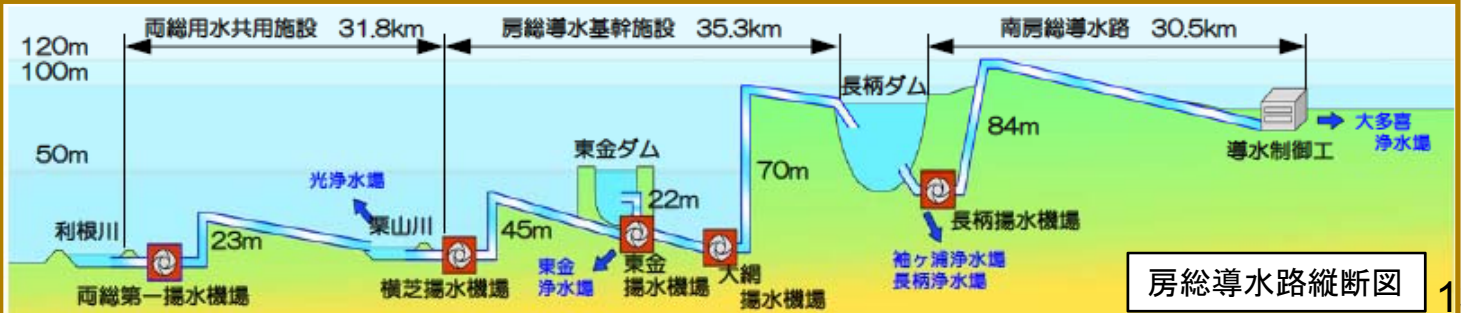 両総用水共用施設 31.8km
房総導水基幹施設 35.3km
南房総導水路 30.5km
120m
100m
50m
長柄ダム
84m
大多喜
浄水場
導水制御工
東金ダム
70m
光浄水場
22m
利根川
栗山川
長柄揚水機場
23m
45m
袖ヶ浦浄水場
長柄浄水場
東金
浄水場
東金
揚水機場
大網
揚水機場
両総第一揚水機場
横芝揚水機場
房総導水路縦断図
1